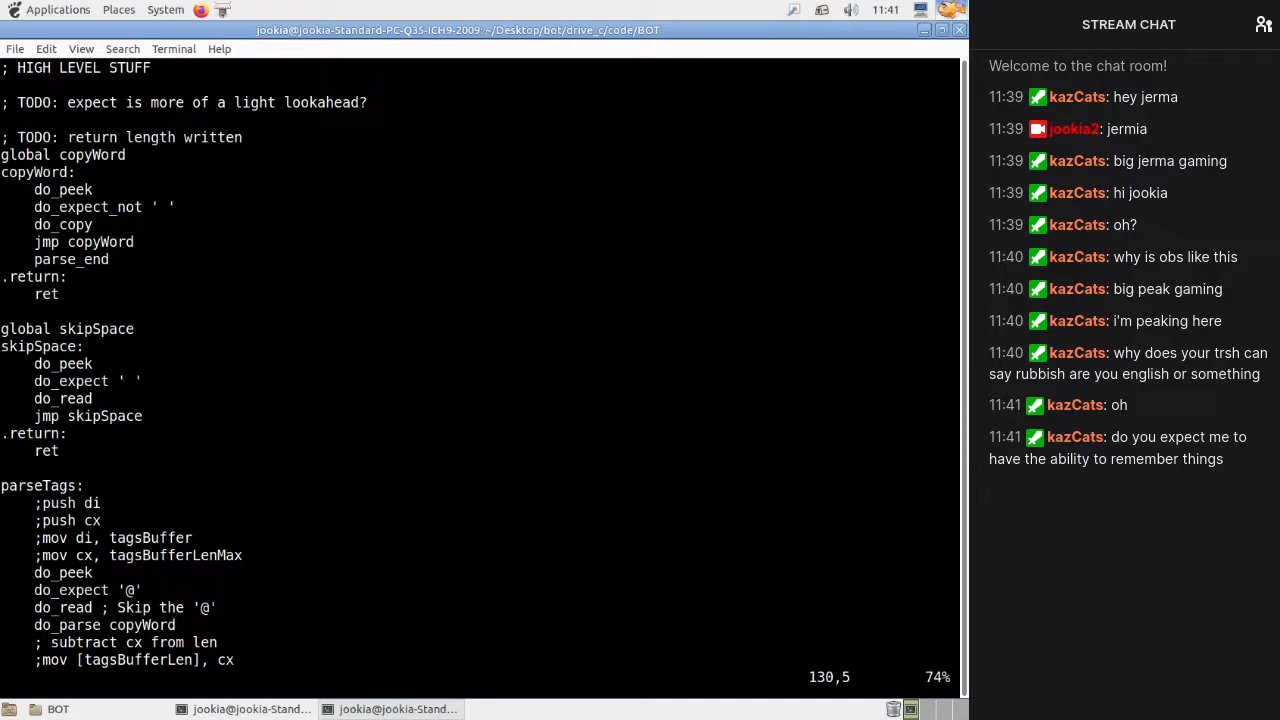 Applications Places System 11:41
jookia@jookia-Standard-PC-Q35-ICH9-2009: ~/Desktop/bot/drive_c/code/BOT
File Edit View Search Terminal Help
; HIGH LEVEL STUFF
; TODO: expect is more of a light lookahead?
; TODO: return length written
global copyWord
copyWord:
do_peek
do_expect_not ' '
do_copy
jmp copyWord
parse_end
.return:
ret
global skipSpace
skipSpace:
do_peek
do_expect ' '
do_read
jmp skipSpace
.return:
ret
parseTags:
;push di
;push cx
;mov di, tagsBuffer
;mov cx, tagsBufferLenMax
do_peek
do_expect '@'
do_read ; Skip the '@'
do_parse copyWord
; subtract cx from len
;mov [tagsBufferLen], cx
130,5 74%
BOT jookia@jookia-Stand... jookia@jookia-Stand...
STREAM CHAT
Welcome to the chat room!
11:39 kazCats: hey jerma
11:39 jookia2: jermia
11:39 kazCats: big jerma gaming
11:39 kazCats: hi jookia
11:39 kazCats: oh?
11:40 kazCats: why is obs like this
11:40 kazCats: big peak gaming
11:40 kazCats: i'm peaking here
11:40 kazCats: why does your trsh can
say rubbish are you english or something
11:41 kazCats: oh
11:41 kazCats: do you expect me to
have the ability to remember things